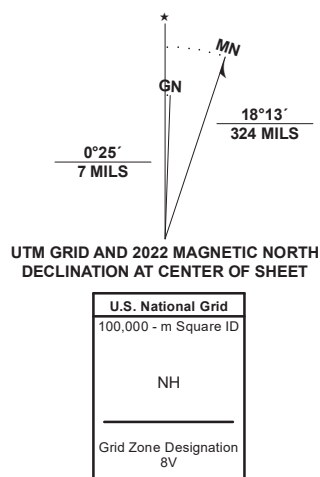 ★
MN
GN
18°13´
324 MILS
0°25´
7 MILS
UTM GRID AND 2022 MAGNETIC NORTH
DECLINATION AT CENTER OF SHEET
U.S. National Grid
100,000 - m Square ID
NH
Grid Zone Designation
8V